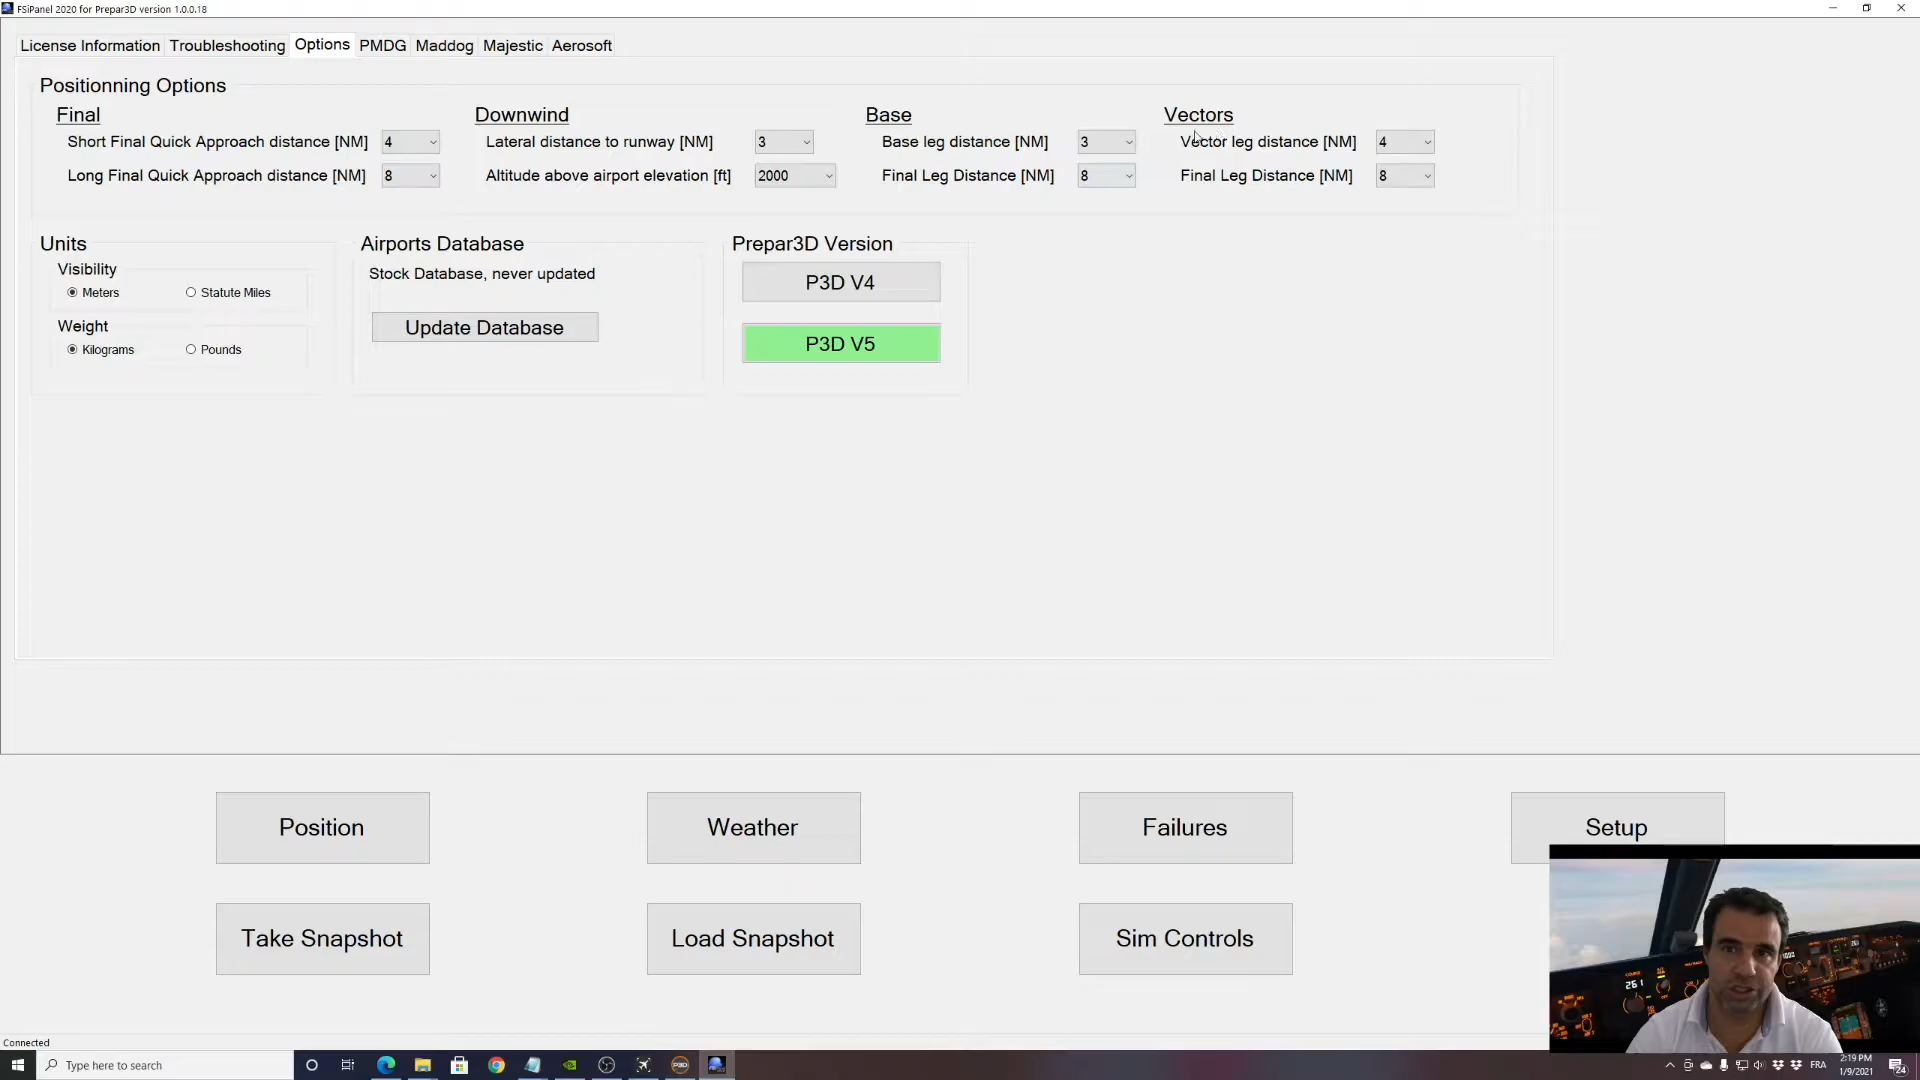 FSiPanel 2020 for Prepar3D version 1.0.0.18
License Information Troubleshooting Options PMDG Maddog Majestic Aerosoft
Positionning Options
Final Downwind Base Vectors
Short Final Quick Approach distance [NM] 4 Lateral distance to runway [NM] 3 Base leg distance [NM] 3 Vector leg distance [NM] 4
Long Final Quick Approach distance [NM] 8 Altitude above airport elevation [ft] 2000 Final Leg Distance [NM] 8 Final Leg Distance [NM] 8
Units Airports Database Prepar3D Version
Visibility Stock Database, never updated P3D V4
Meters Statute Miles
Weight Update Database P3D V5
Kilograms Pounds
Position Weather Failures Setup
Take Snapshot Load Snapshot Sim Controls
261
Connected
Type here to search P3D FRA 2:19 PM
1/9/2021 24